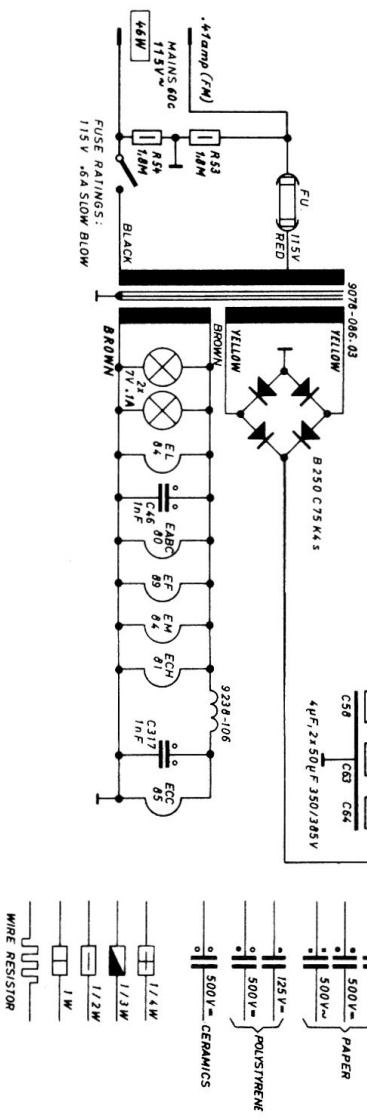 .41amp (FM)
MAINS 60c
115V~
46W
R53
1,8M
R54
1,8M
FUSE RATINGS:
115V .6A SLOW BLOW
FU.
115V
RED
BLACK
9078-086.03
YELLOW
YELLOW
BROWN
BROWN
B250 C75 K4s
2x
7V .1A
EL
84
C46
1nF
EABC
80
EF
89
EM
84
ECH
81
9238-106
C317
1nF
ECC
85
C58
C63
C64
4µF, 2x50µF 350/385V
500V=
500V~
PAPER
125V=
500V=
POLYSTYRENE
500V=
CERAMICS
1/4W
1/3W
1/2W
1W
WIRE RESISTOR